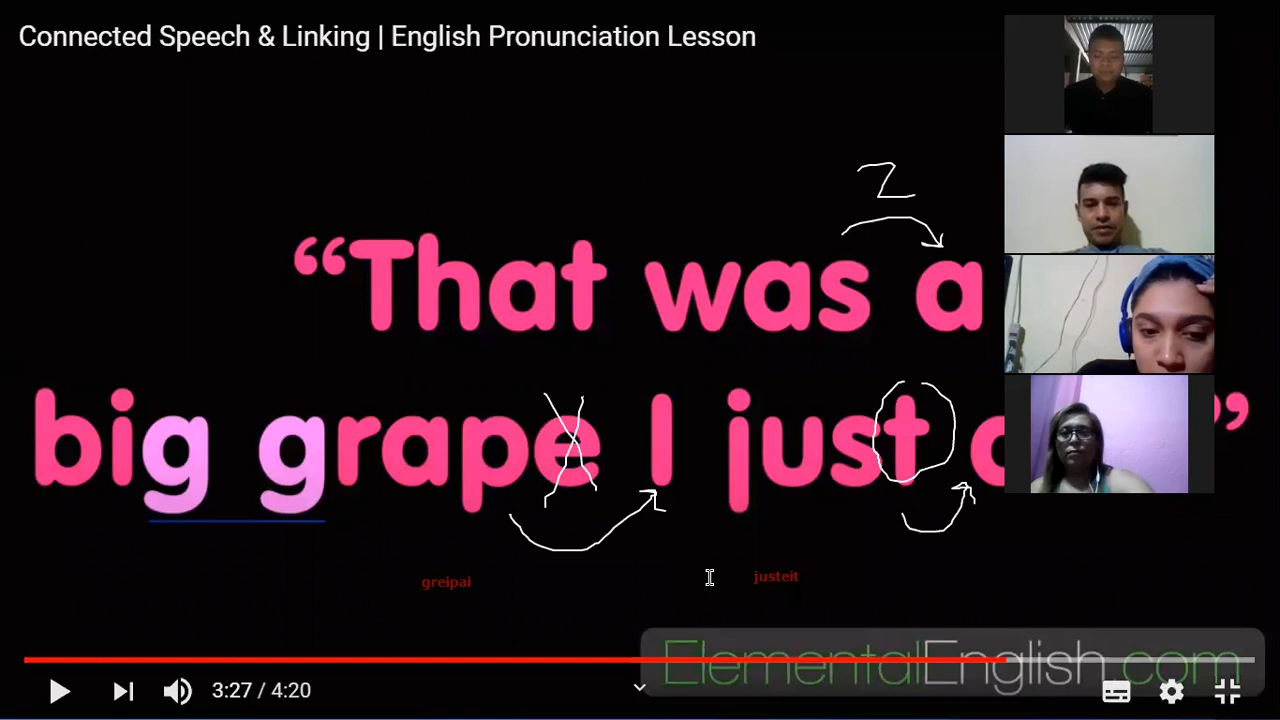 Connected Speech & Linking | English Pronunciation Lesson
Z
“That was a
big grape I just
greipai
justeit
ElementalEnglish.com
3:27 / 4:20